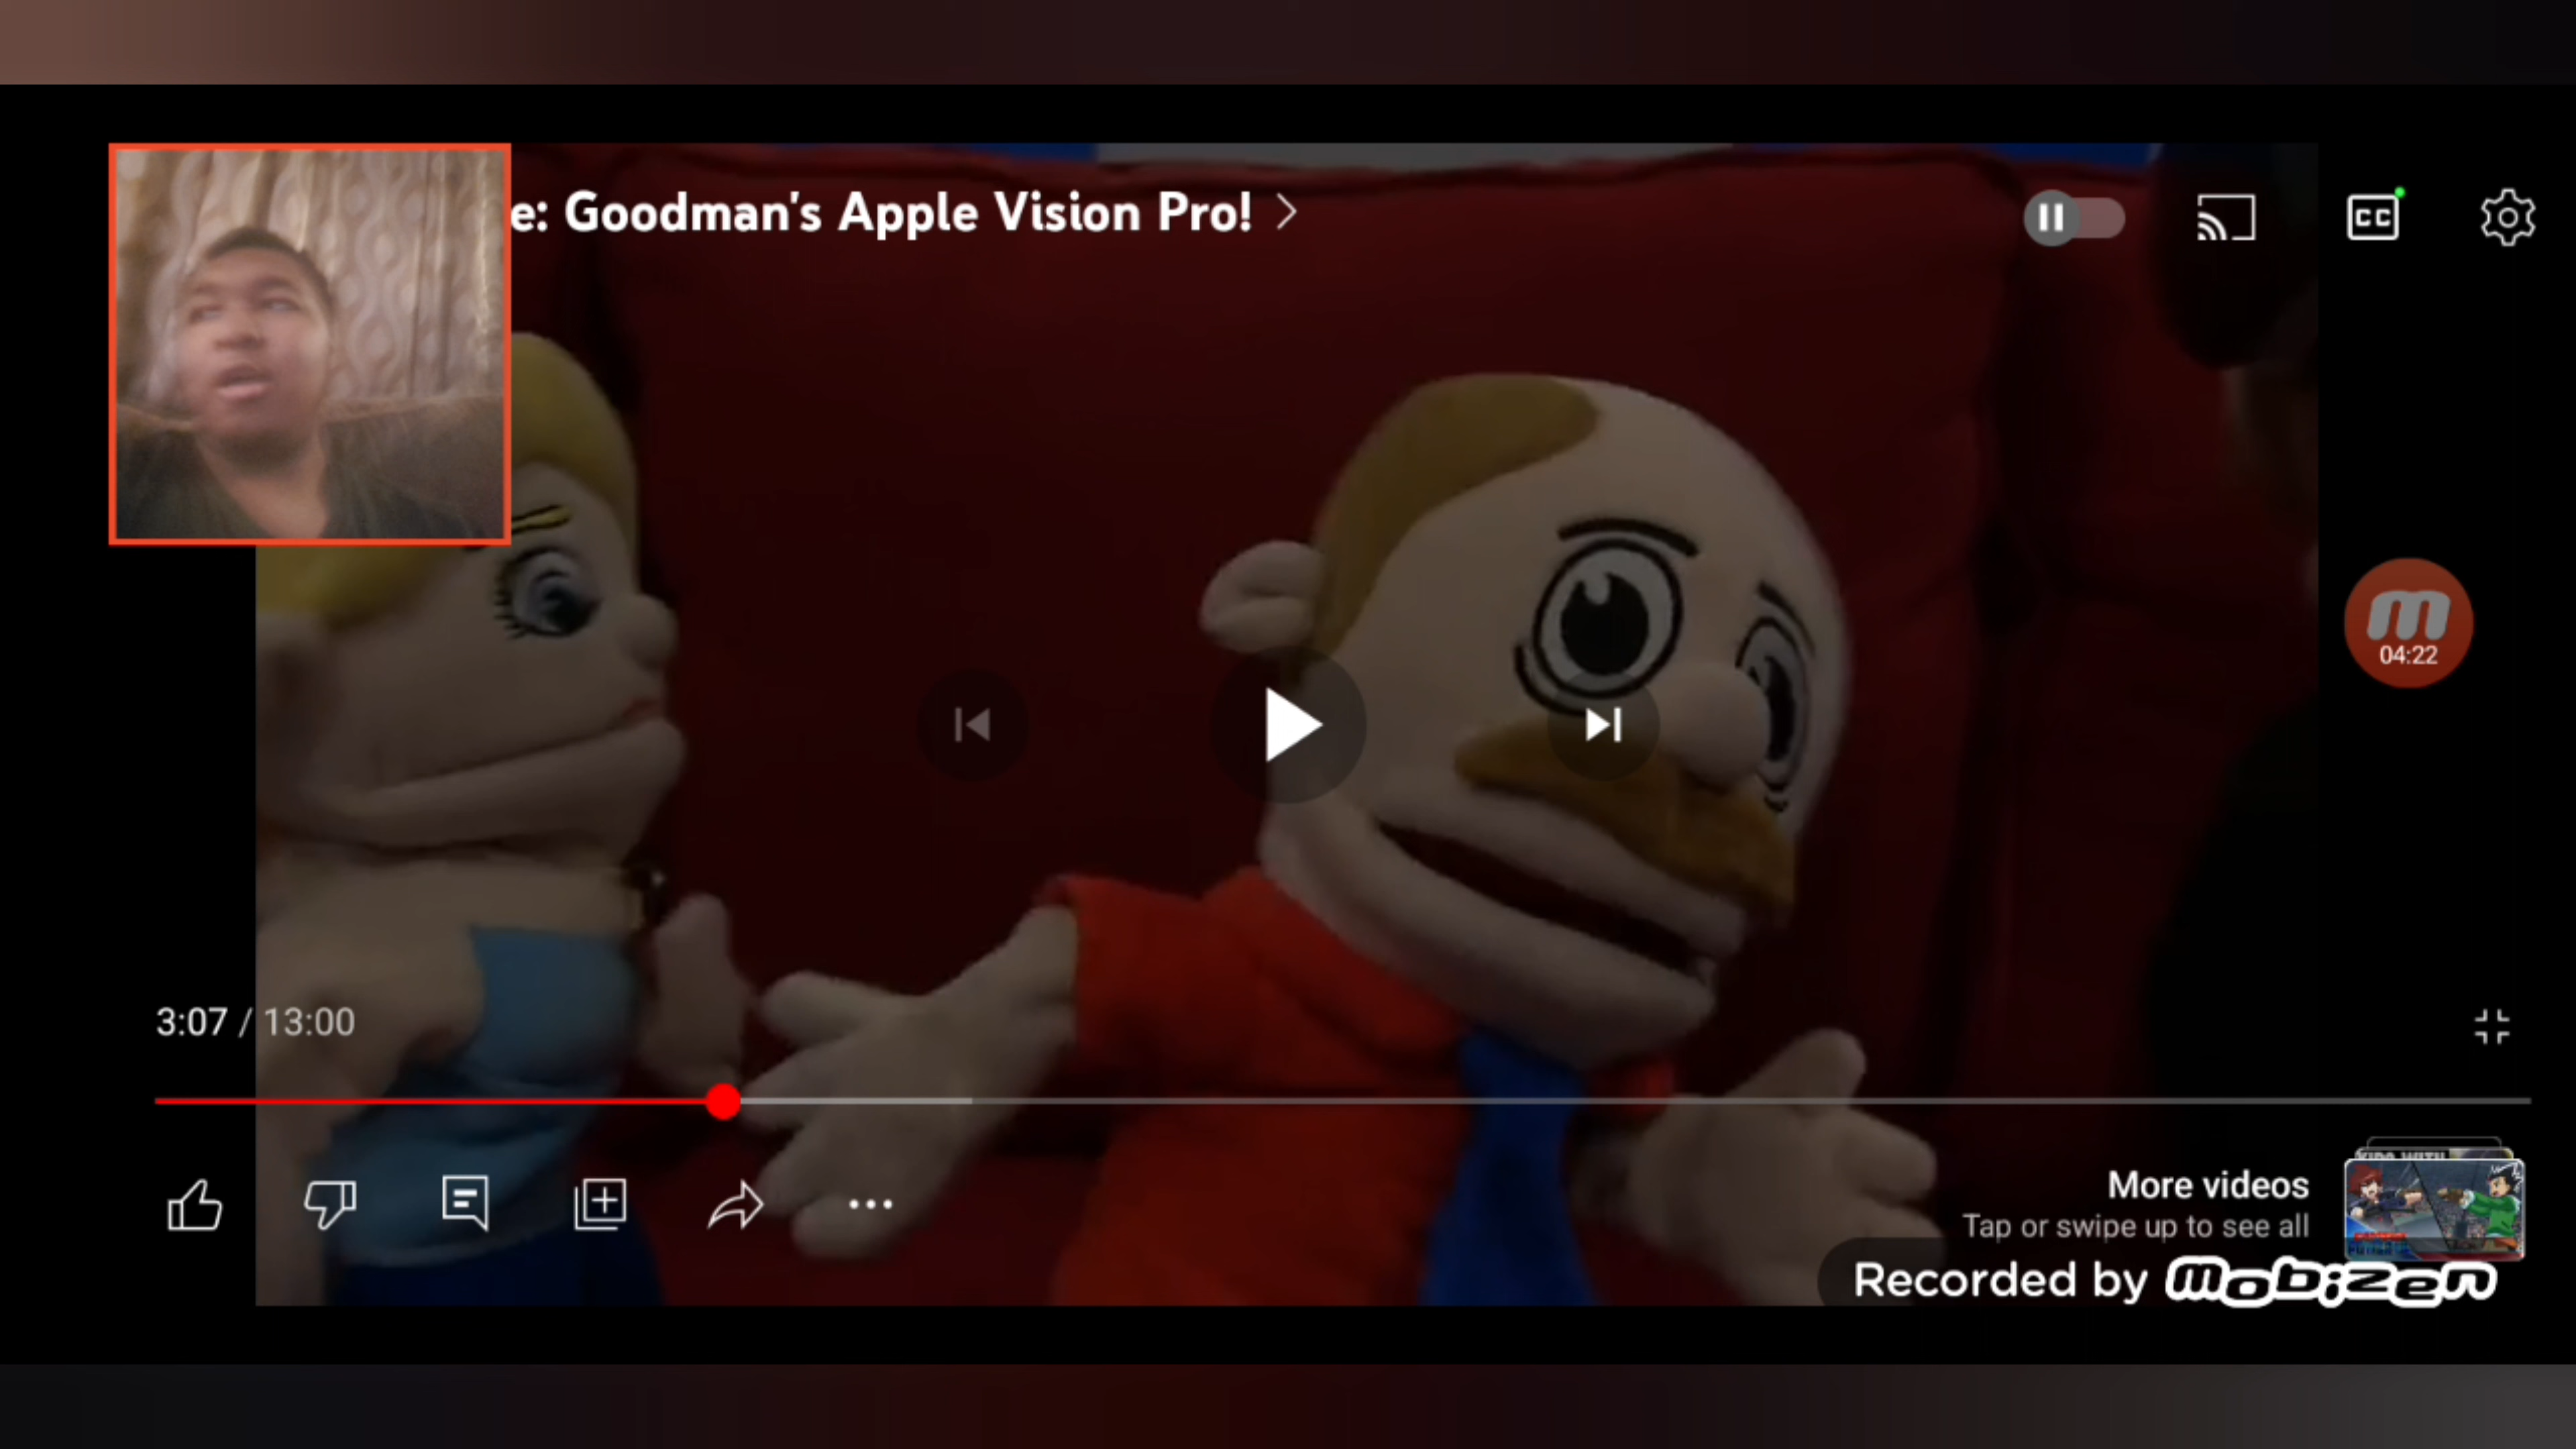 e: Goodman's Apple Vision Pro!
CC
m
04:22
3:07 / 13:00
More videos
Tap or swipe up to see all
Recorded by mobizen